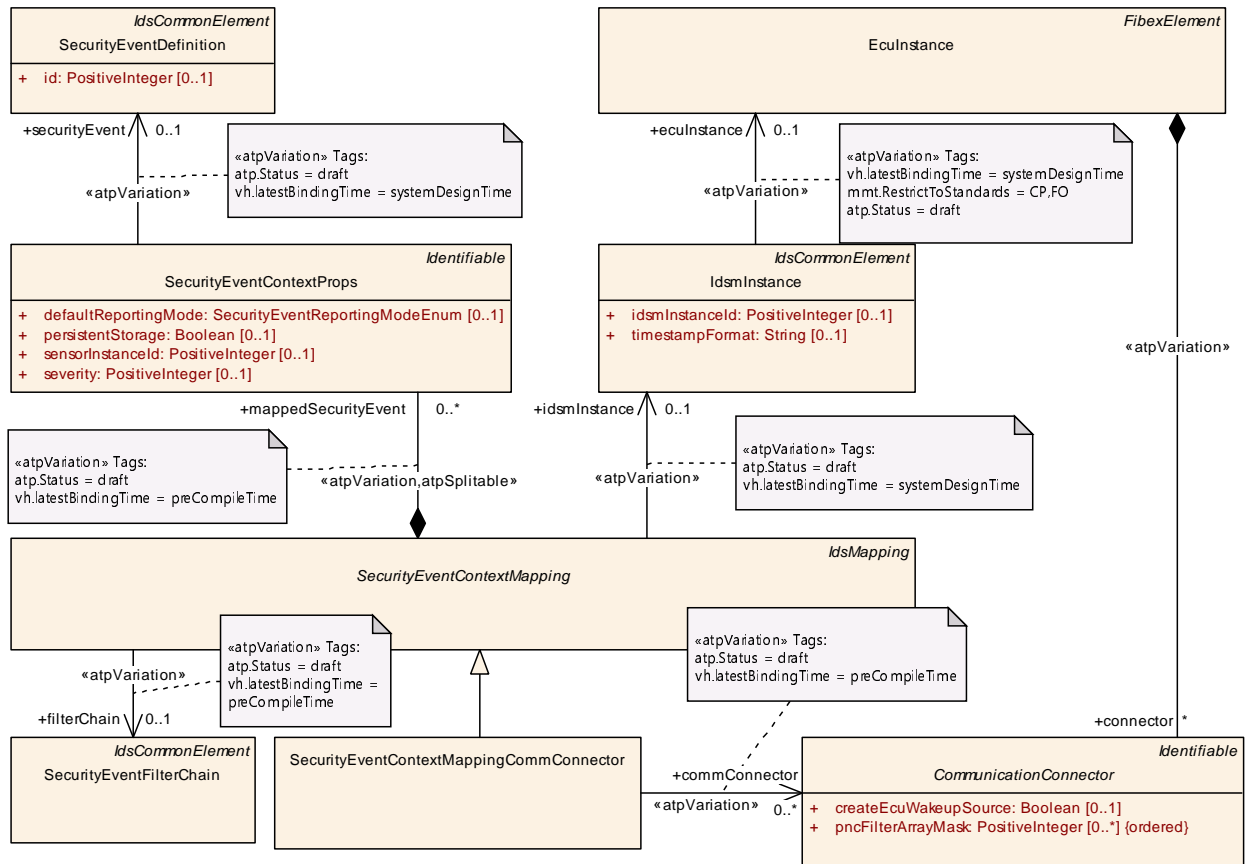 IdsCommonElement
SecurityEventDefinition
+ id: PositiveInteger [0..1]
FibexElement
EcuInstance
+securityEvent 0..1
«atpVariation» Tags:
atp.Status = draft
vh.latestBindingTime = systemDesignTime
«atpVariation»
+ecuInstance 0..1
«atpVariation» Tags:
vh.latestBindingTime = systemDesignTime
mmt.RestrictToStandards = CP,FO
atp.Status = draft
«atpVariation»
Identifiable
SecurityEventContextProps
+ defaultReportingMode: SecurityEventReportingModeEnum [0..1]
+ persistentStorage: Boolean [0..1]
+ sensorInstanceId: PositiveInteger [0..1]
+ severity: PositiveInteger [0..1]
IdsCommonElement
IdsmInstance
+ idsmInstanceId: PositiveInteger [0..1]
+ timestampFormat: String [0..1]
«atpVariation»
+mappedSecurityEvent 0..*
+idsmInstance 0..1
«atpVariation» Tags:
atp.Status = draft
vh.latestBindingTime = preCompileTime
«atpVariation,atpSplitable»
«atpVariation»
«atpVariation» Tags:
atp.Status = draft
vh.latestBindingTime = systemDesignTime
IdsMapping
SecurityEventContextMapping
«atpVariation»
«atpVariation» Tags:
atp.Status = draft
vh.latestBindingTime =
preCompileTime
«atpVariation» Tags:
atp.Status = draft
vh.latestBindingTime = preCompileTime
+filterChain 0..1
+connector *
IdsCommonElement
SecurityEventFilterChain
SecurityEventContextMappingCommConnector
+commConnector
«atpVariation» 0..*
Identifiable
CommunicationConnector
+ createEcuWakeupSource: Boolean [0..1]
+ pncFilterArrayMask: PositiveInteger [0..*] {ordered}